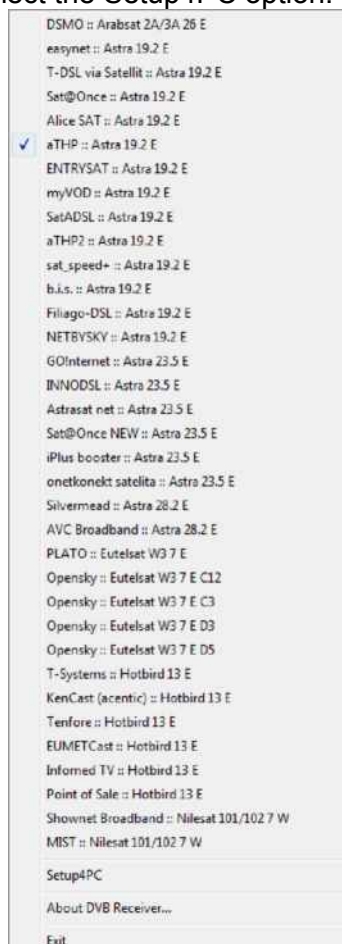 DSMO :: Arabsat 2A/3A 26 E
easynet :: Astra 19.2 E
T-DSL via Satellit :: Astra 19.2 E
Sat@Once :: Astra 19.2 E
Alice SAT :: Astra 19.2 E
aTHP :: Astra 19.2 E
ENTRYSAT :: Astra 19.2 E
myVOD :: Astra 19.2 E
SatADSL :: Astra 19.2 E
aTHP2 :: Astra 19.2 E
sat_speed+ :: Astra 19.2 E
b.i.s. :: Astra 19.2 E
Filiago-DSL :: Astra 19.2 E
NETBYSKY :: Astra 19.2 E
GO!nternet :: Astra 23.5 E
INNODSL :: Astra 23.5 E
Astrasat net :: Astra 23.5 E
Sat@Once NEW :: Astra 23.5 E
iPlus booster :: Astra 23.5 E
onetkonekt satelita :: Astra 23.5 E
Silvermead :: Astra 28.2 E
AVC Broadband :: Astra 28.2 E
PLATO :: Eutelsat W3 7 E
Opensky :: Eutelsat W3 7 E C12
Opensky :: Eutelsat W3 7 E C3
Opensky :: Eutelsat W3 7 E D3
Opensky :: Eutelsat W3 7 E D5
T-Systems :: Hotbird 13 E
KenCast (acentic) :: Hotbird 13 E
Tenfore :: Hotbird 13 E
EUMETCast :: Hotbird 13 E
Infomed TV :: Hotbird 13 E
Point of Sale :: Hotbird 13 E
Shownet Broadband :: Nilesat 101/102 7 W
MIST :: Nilesat 101/102 7 W
Setup4PC
About DVB Receiver...
Exit